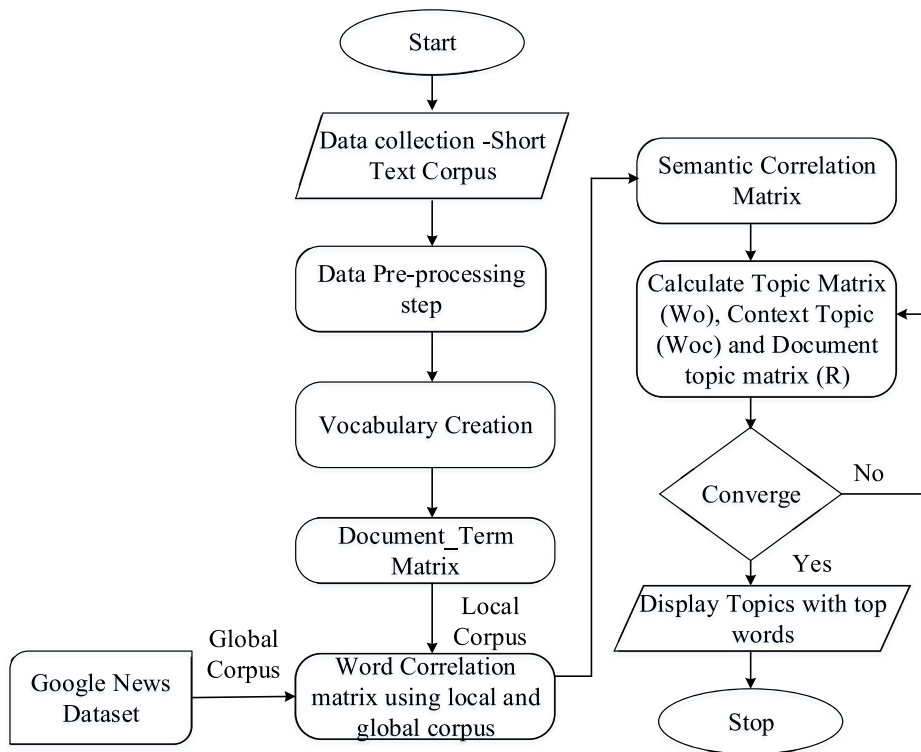 Start
Data collection -Short
Text Corpus
Data Pre-processing
step
Vocabulary Creation
Document_Term
Matrix
Local
Corpus
Global
Corpus
Google News
Dataset
Word Correlation
matrix using local and
global corpus
Semantic Correlation
Matrix
Calculate Topic Matrix
(Wo), Context Topic
(Woc) and Document
topic matrix (R)
Converge
No
Yes
Display Topics with top
words
Stop